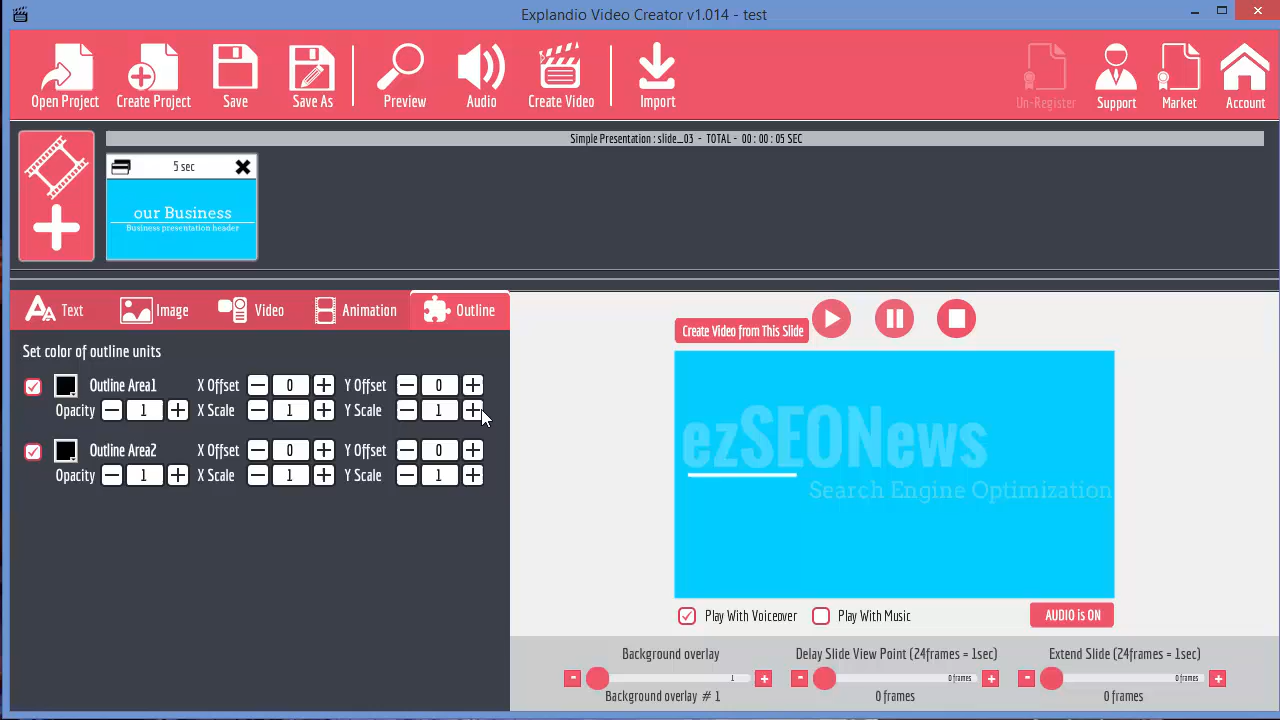 Explandio Video Creator v1.014 - test
Open Project Create Project Save Save As Preview Audio Create Video Import Un-Register Support Market Account
Simple Presentation : slide_03 - TOTAL - 00 : 00 : 05 SEC
5 sec
our Business
Business presentation header
Text Image Video Animation Outline
Create Video from This Slide
Set color of outline units
Outline Area1 X Offset 0 Y Offset 0
Opacity 1 X Scale 1 Y Scale 1
Outline Area2 X Offset 0 Y Offset 0
Opacity 1 X Scale 1 Y Scale 1
ezSEONews
Search Engine Optimization
Play With Voiceover Play With Music AUDIO is ON
Background overlay Delay Slide View Point (24frames = 1sec) Extend Slide (24frames = 1sec)
- 1 + - 0 frames + - 0 frames +
Background overlay # 1 0 frames 0 frames